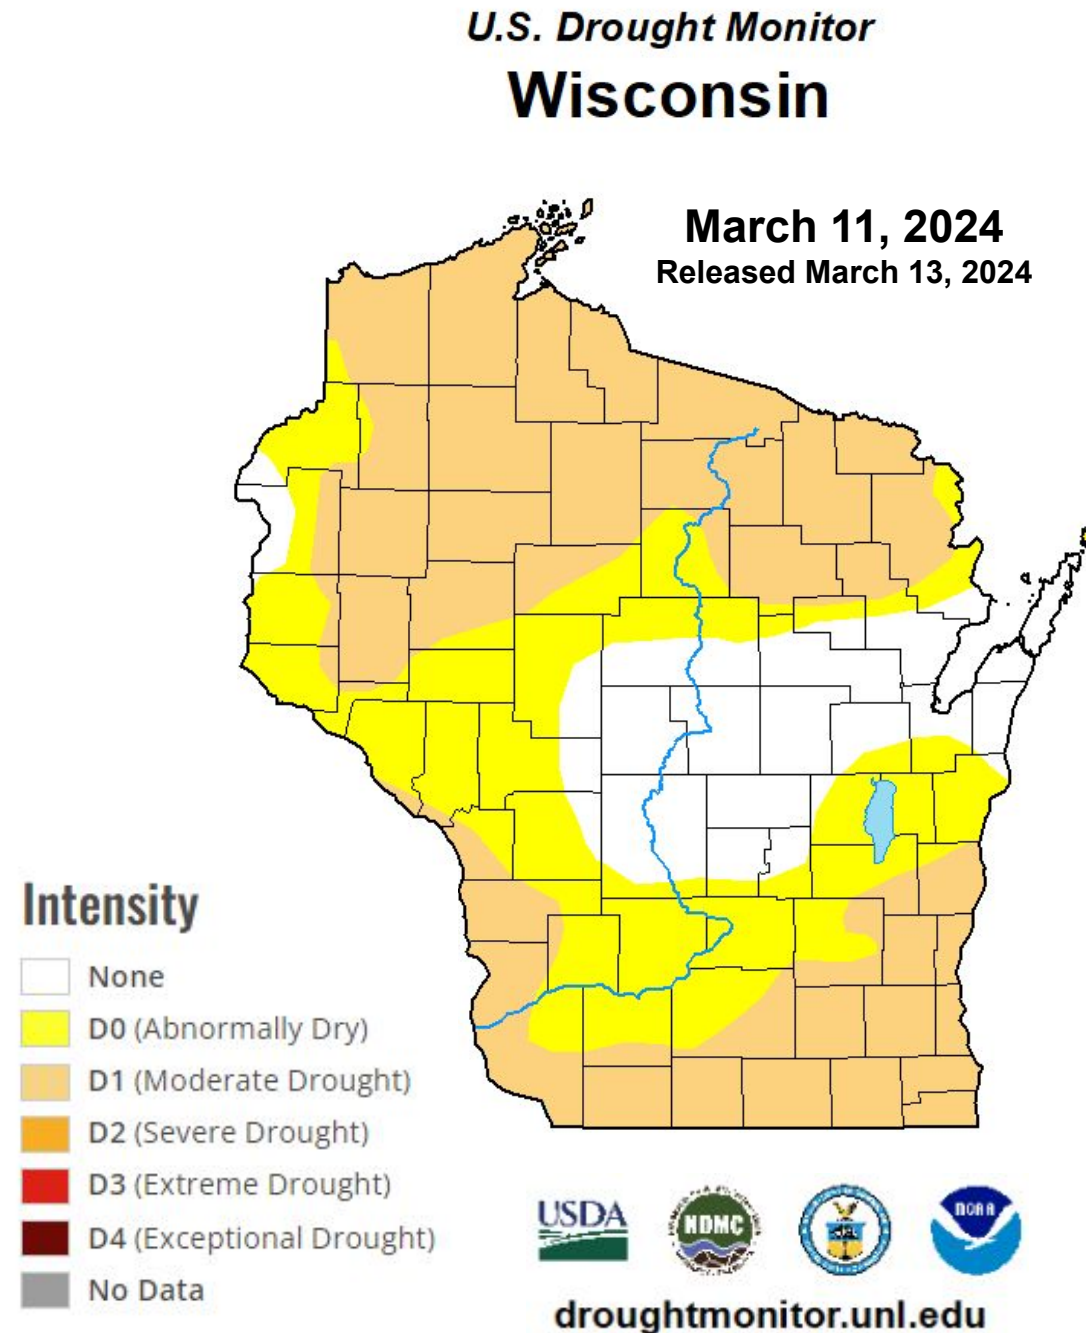 U.S. Drought Monitor
Wisconsin
March 11, 2024
Released March 13, 2024
Intensity
None
D0 (Abnormally Dry)
D1 (Moderate Drought)
D2 (Severe Drought)
D3 (Extreme Drought)
D4 (Exceptional Drought)
No Data
USDA
NDMC
NOAA
droughtmonitor.unl.edu